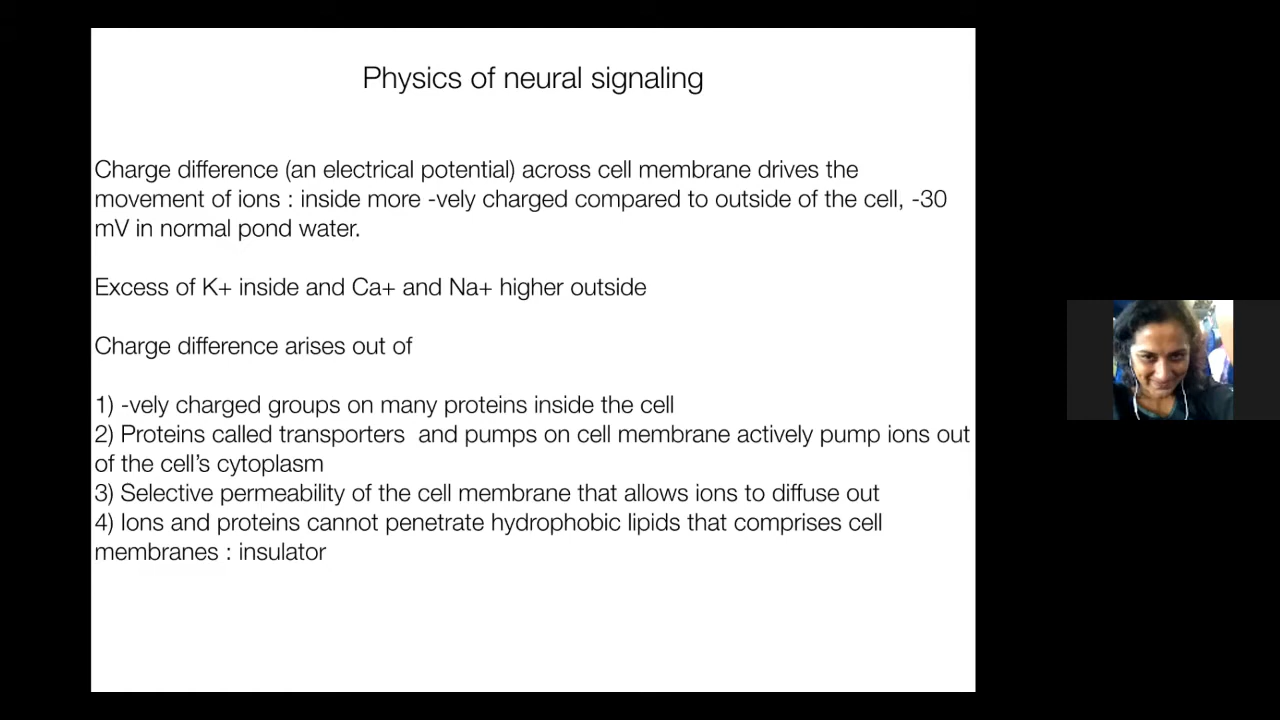 Physics of neural signaling
Charge difference (an electrical potential) across cell membrane drives the
movement of ions : inside more -vely charged compared to outside of the cell, -30
mV in normal pond water.
Excess of K+ inside and Ca+ and Na+ higher outside
Charge difference arises out of
1) -vely charged groups on many proteins inside the cell
2) Proteins called transporters  and pumps on cell membrane actively pump ions out
of the cell’s cytoplasm
3) Selective permeability of the cell membrane that allows ions to diffuse out
4) Ions and proteins cannot penetrate hydrophobic lipids that comprises cell
membranes : insulator